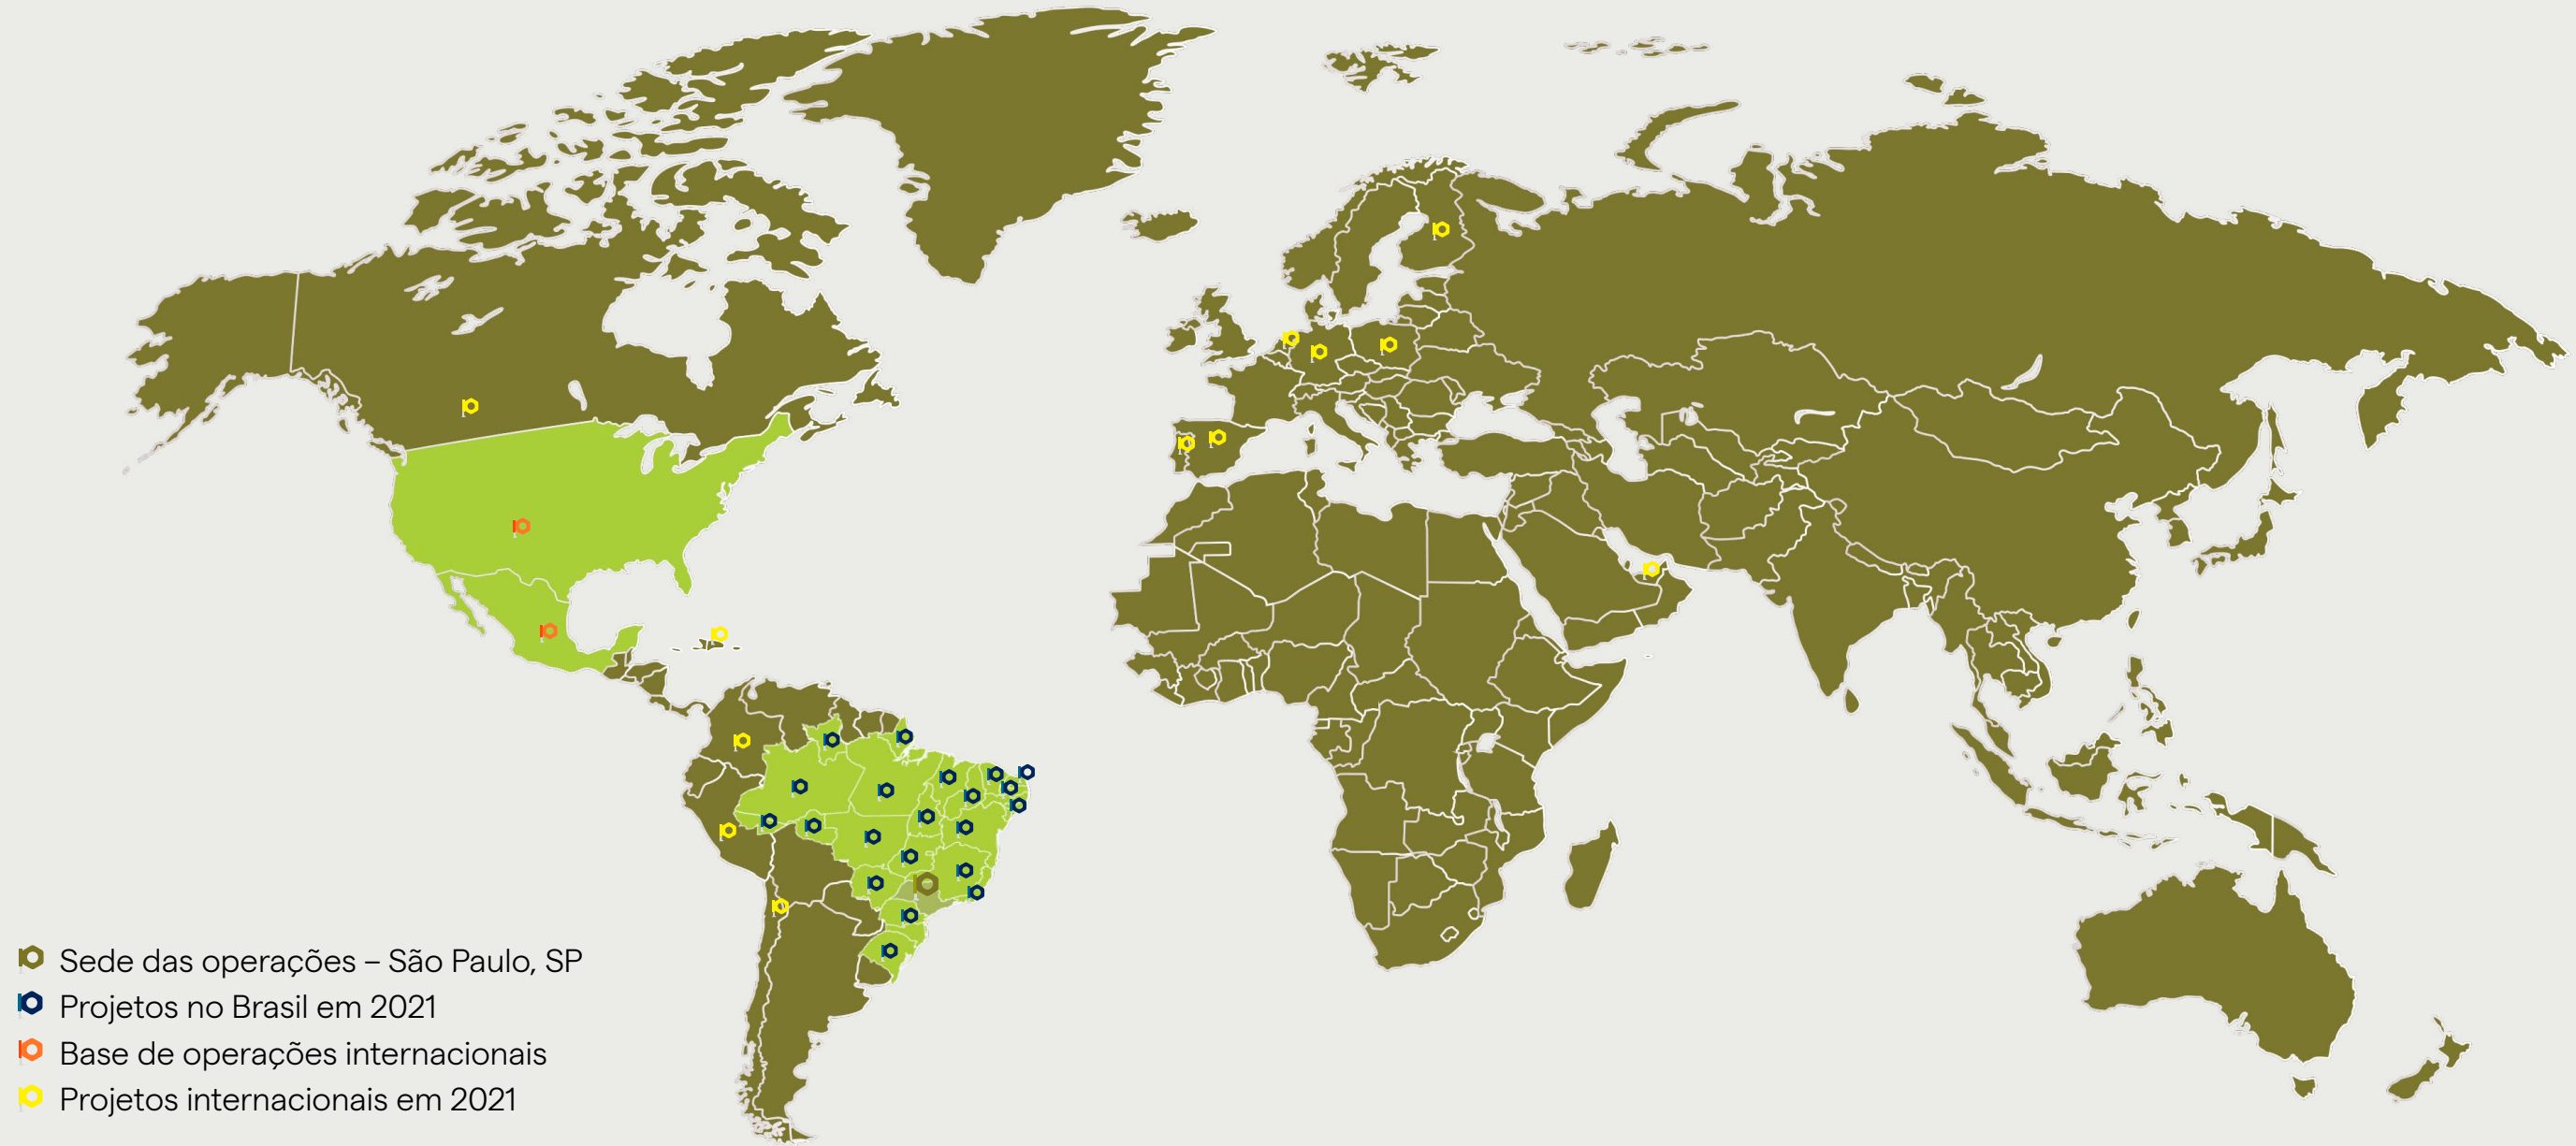 Sede das operações – São Paulo, SP
Projetos no Brasil em 2021
Base de operações internacionais
Projetos internacionais em 2021